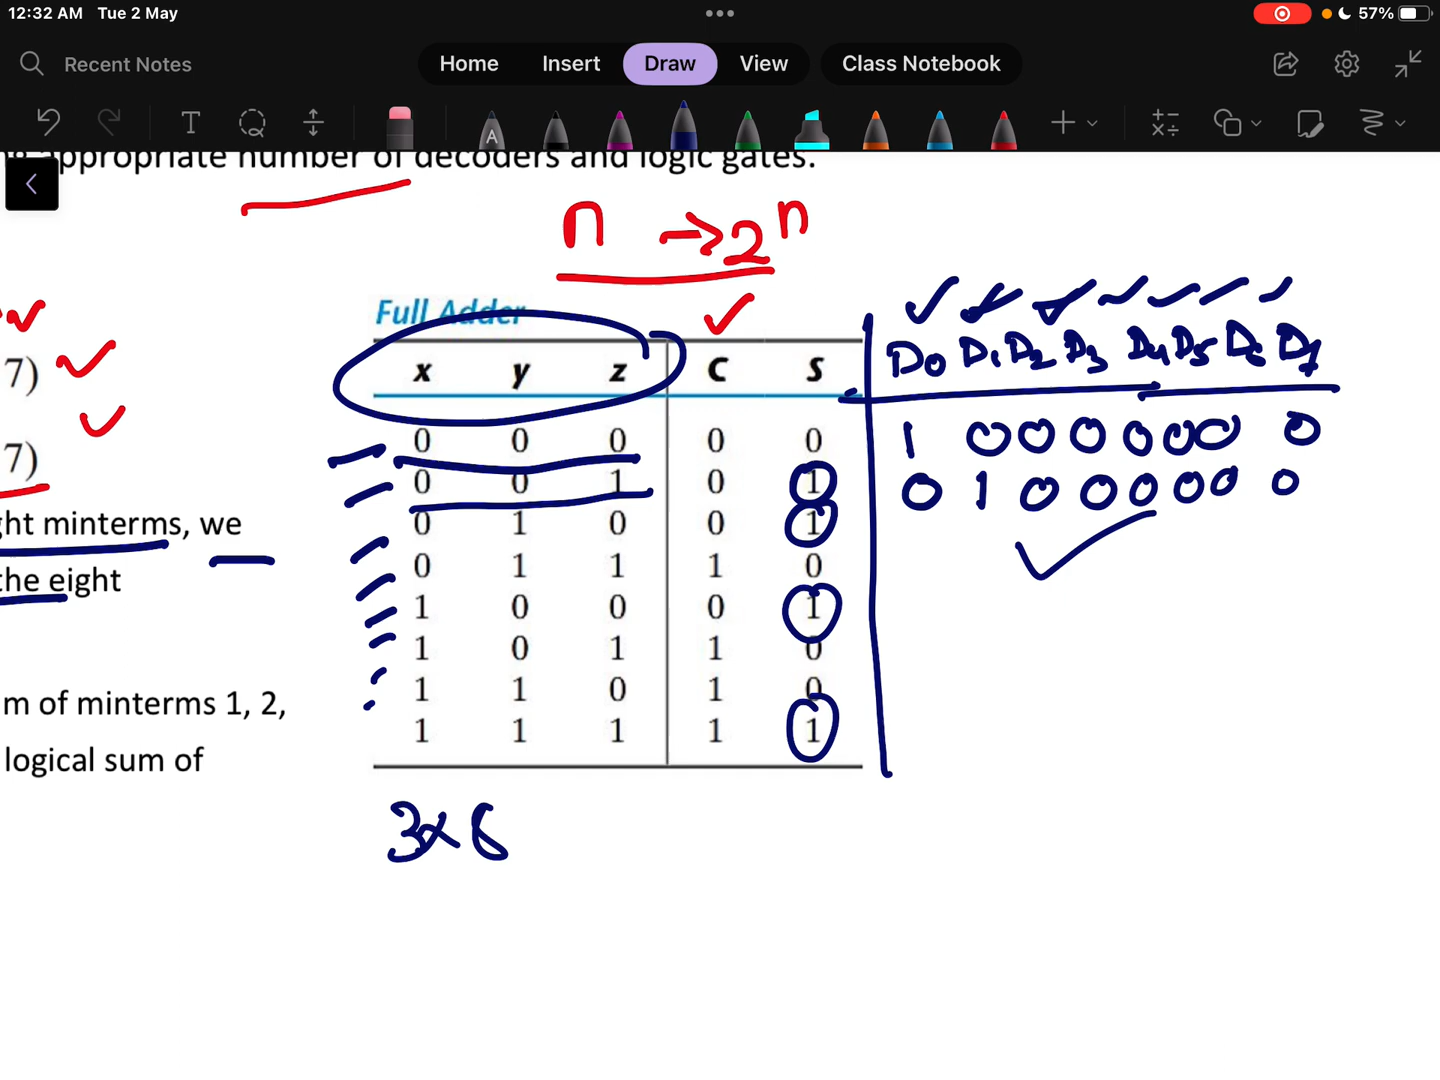 12:32 AM Tue 2 May
57%
Recent Notes
Home Insert Draw View Class Notebook
T A
appropriate number of decoders and logic gates.
n → 2^n
Full Adder
x y z C S D0 D1 D2 D3 D4 D5 D6 D7
7)
0 0 0 0 0 1 0 0 0 0 0 0 0
7)
0 0 1 0 1 0 1 0 0 0 0 0 0
ght minterms, we
0 1 0 0 1
0 1 1 1 0
the eight
1 0 0 0 1
1 0 1 1 0
1 1 0 1 0
m of minterms 1, 2,
1 1 1 1 1
logical sum of
3x8